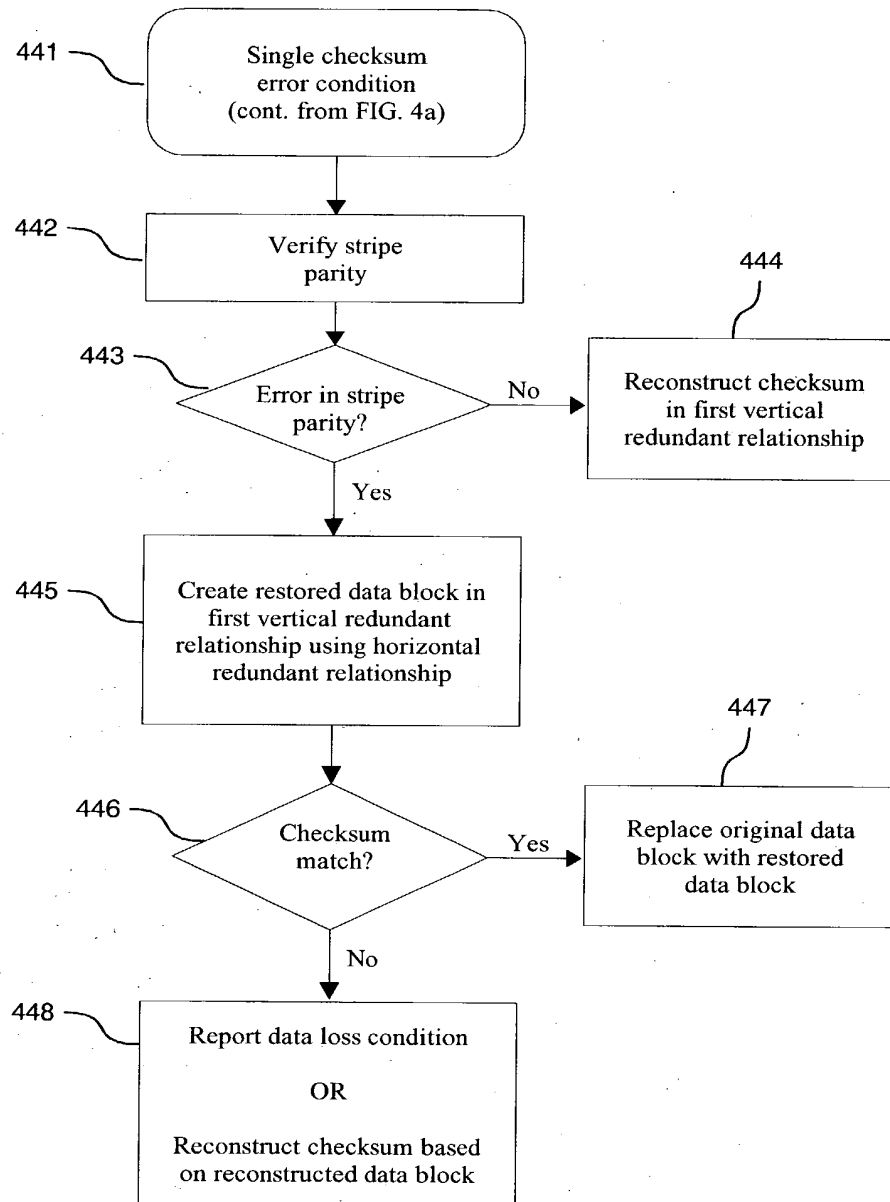 441
Single checksum
error condition
(cont. from FIG. 4a)
442
Verify stripe
parity
443
Error in stripe
parity?
No
444
Reconstruct checksum
in first vertical
redundant relationship
Yes
445
Create restored data block in
first vertical redundant
relationship using horizontal
redundant relationship
446
Checksum
match?
Yes
447
Replace original data
block with restored
data block
No
448
Report data loss condition
OR
Reconstruct checksum based
on reconstructed data block